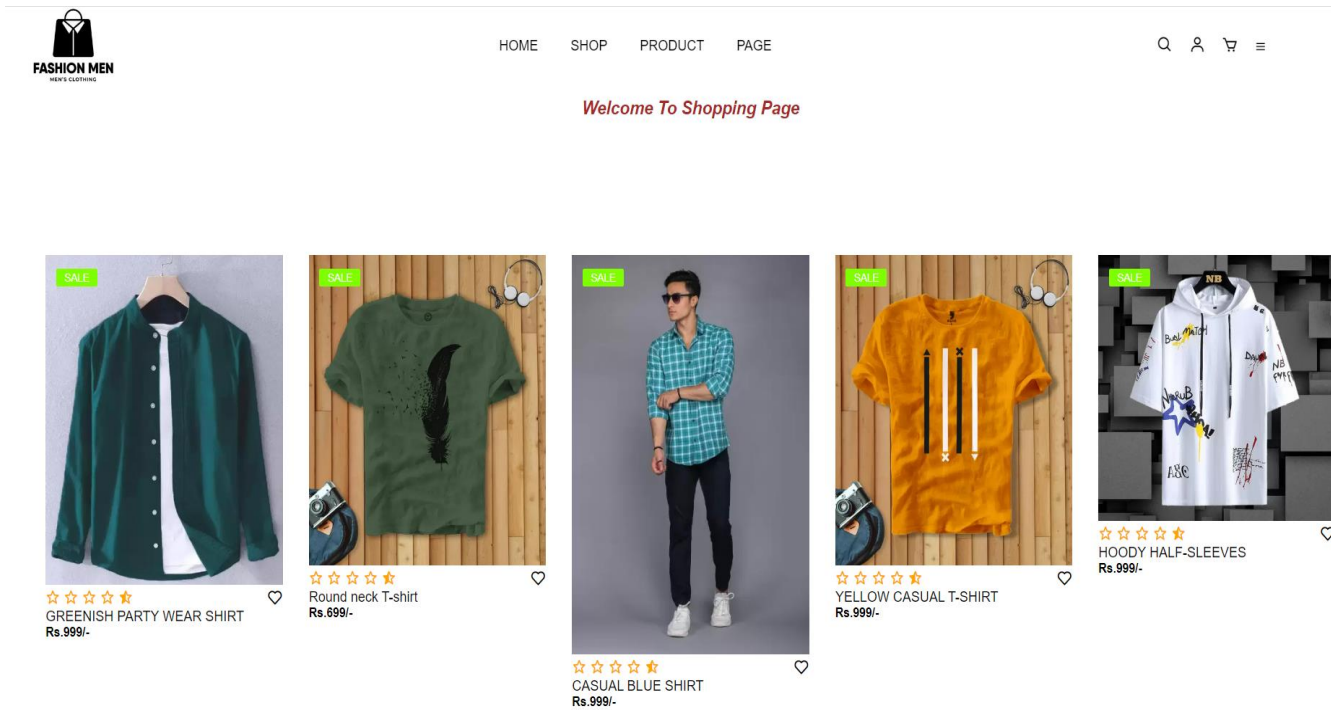 FASHION MEN
MEN'S CLOTHING
HOME SHOP PRODUCT PAGE
Welcome To Shopping Page
SALE
GREENISH PARTY WEAR SHIRT
Rs.999/-
SALE
Round neck T-shirt
Rs.699/-
SALE
CASUAL BLUE SHIRT
Rs.999/-
SALE
YELLOW CASUAL T-SHIRT
Rs.999/-
SALE
NB
NB
HOODY HALF-SLEEVES
Rs.999/-